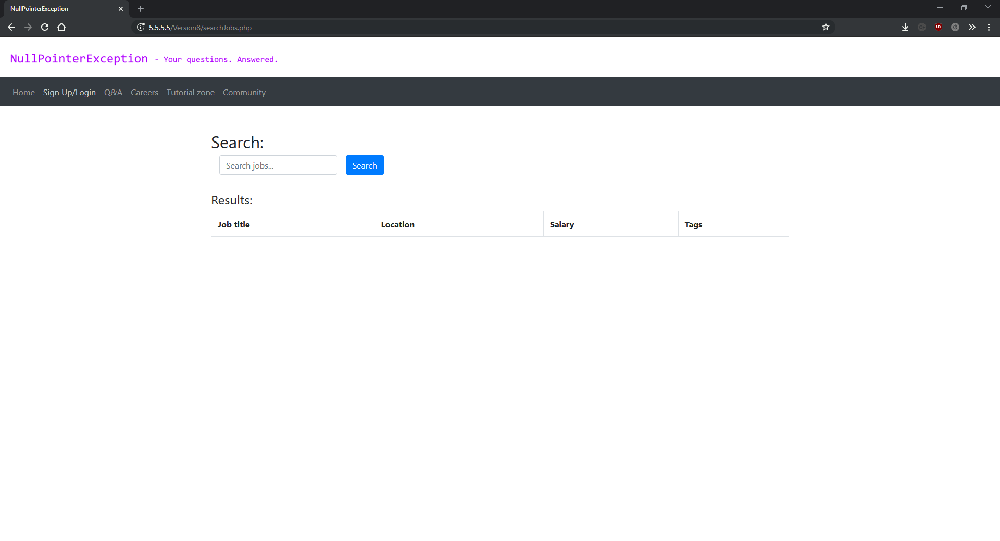 NullPointerException
5.5.5.5/Version8/searchJobs.php
NullPointerException - Your questions. Answered.
Home Sign Up/Login Q&A Careers Tutorial zone Community
Search:
Search jobs... Search
Results:
Job title Location Salary Tags